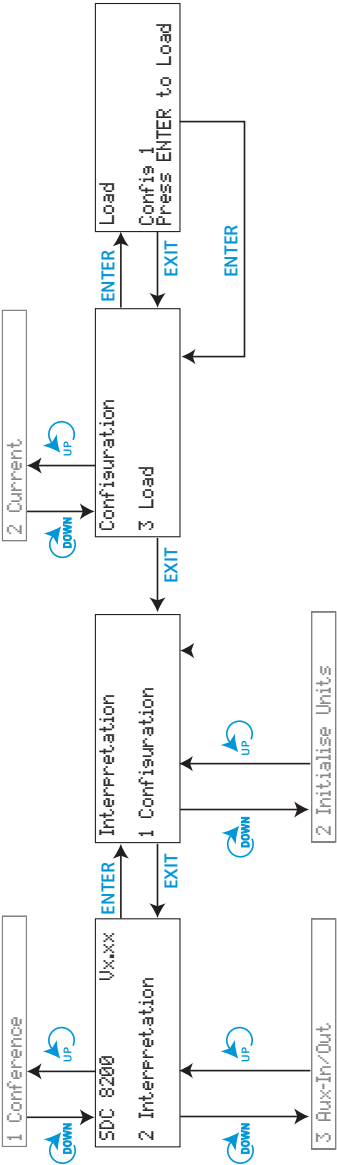 1 Conference
DOWN
UP
SDC 8200 Vx.xx
2 Interpretation
DOWN
UP
3 Aux-In/Out
ENTER
EXIT
Interpretation
1 Configuration
DOWN
UP
2 Initialise Units
EXIT
2 Current
DOWN
UP
Configuration
3 Load
ENTER
EXIT
Load
Config 1
Press ENTER to Load
ENTER